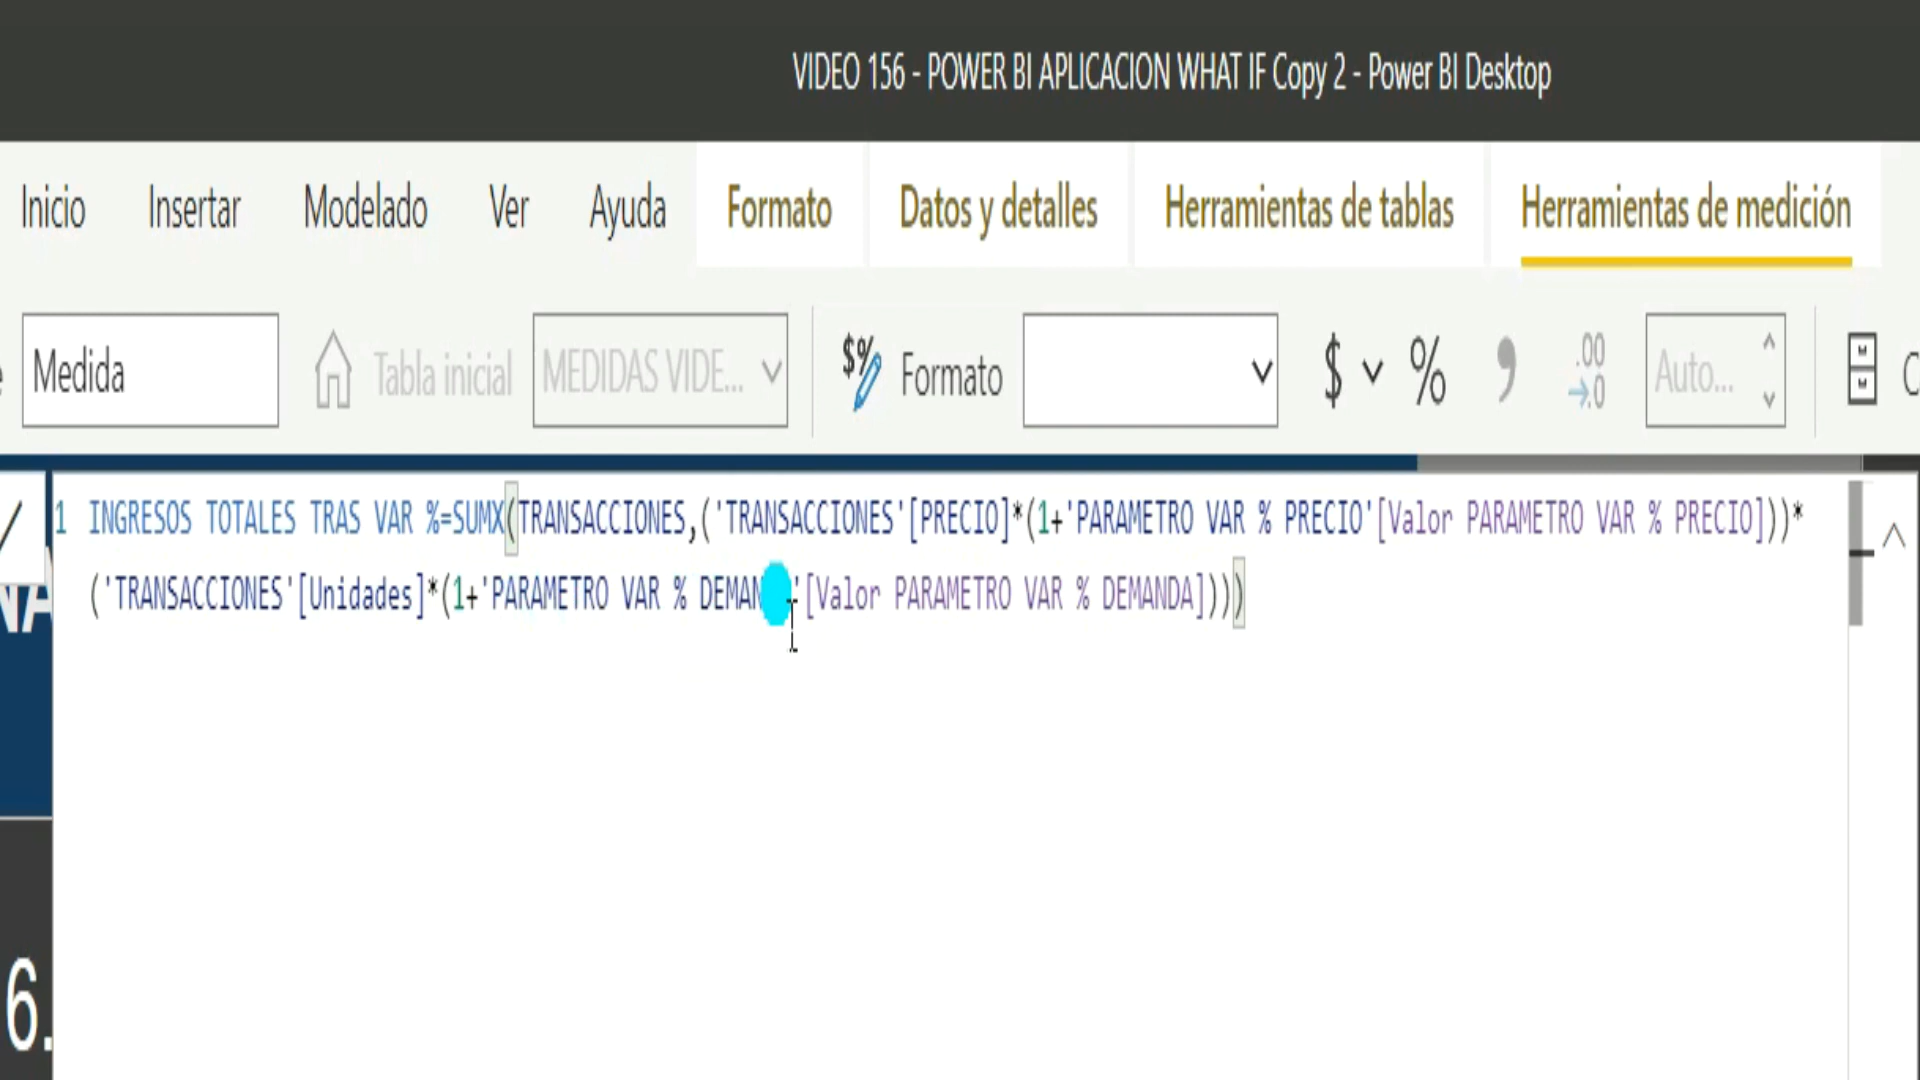 VIDEO 156 - POWER BI APLICACION WHAT IF Copy 2 - Power BI Desktop
Inicio Insertar Modelado Ver Ayuda Formato Datos y detalles Herramientas de tablas Herramientas de medición
Medida Tabla inicial MEDIDAS VIDE... $% Formato $ % , .00 .0 Auto...
1 INGRESOS TOTALES TRAS VAR %=SUMX(TRANSACCIONES,('TRANSACCIONES'[PRECIO]*(1+'PARAMETRO VAR % PRECIO'[Valor PARAMETRO VAR % PRECIO]))*
('TRANSACCIONES'[Unidades]*(1+'PARAMETRO VAR % DEMAN '[Valor PARAMETRO VAR % DEMANDA])))
6.